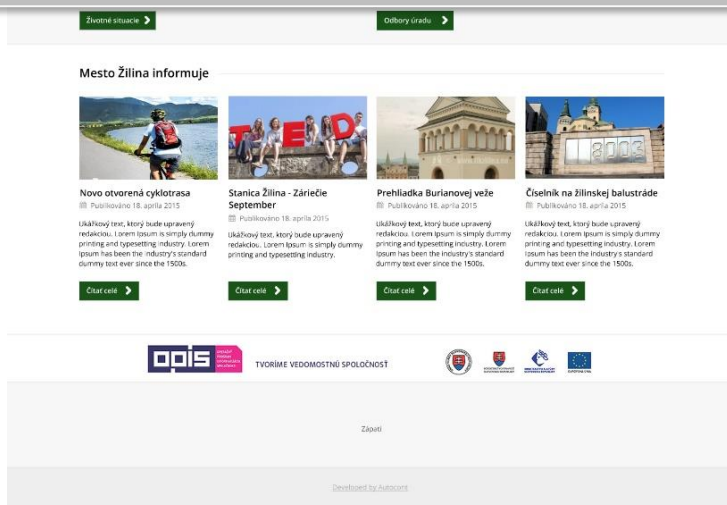 Životné situacie
Odbory úradu
Mesto Žilina informuje
TED
18003
Novo otvorená cyklotrasa
Publikováno 18. apríla 2015
Ukážkový text, ktorý bude upravený
redakciou. Lorem Ipsum is simply dummy
printing and typesetting industry. Lorem
Ipsum has been the industry's standard
dummy text ever since the 1500s.
Čítať celé
Stanica Žilina - Záriečie
September
Publikováno 18. apríla 2015
Ukážkový text, ktorý bude upravený
redakciou. Lorem Ipsum is simply dummy
printing and typesetting industry.
Čítať celé
Prehliadka Burianovej veže
Publikováno 18. apríla 2015
Ukážkový text, ktorý bude upravený
redakciou. Lorem Ipsum is simply dummy
printing and typesetting industry. Lorem
Ipsum has been the industry's standard
dummy text ever since the 1500s.
Čítať celé
Číselník na žilinskej balustráde
Publikováno 18. apríla 2015
Ukážkový text, ktorý bude upravený
redakciou. Lorem Ipsum is simply dummy
printing and typesetting industry. Lorem
Ipsum has been the industry's standard
dummy text ever since the 1500s.
Čítať celé
opis
TVORÍME VEDOMOSTNÚ SPOLOČNOSŤ
EURÓPSKA ÚNIA
Zápatí
Developed by Autocont